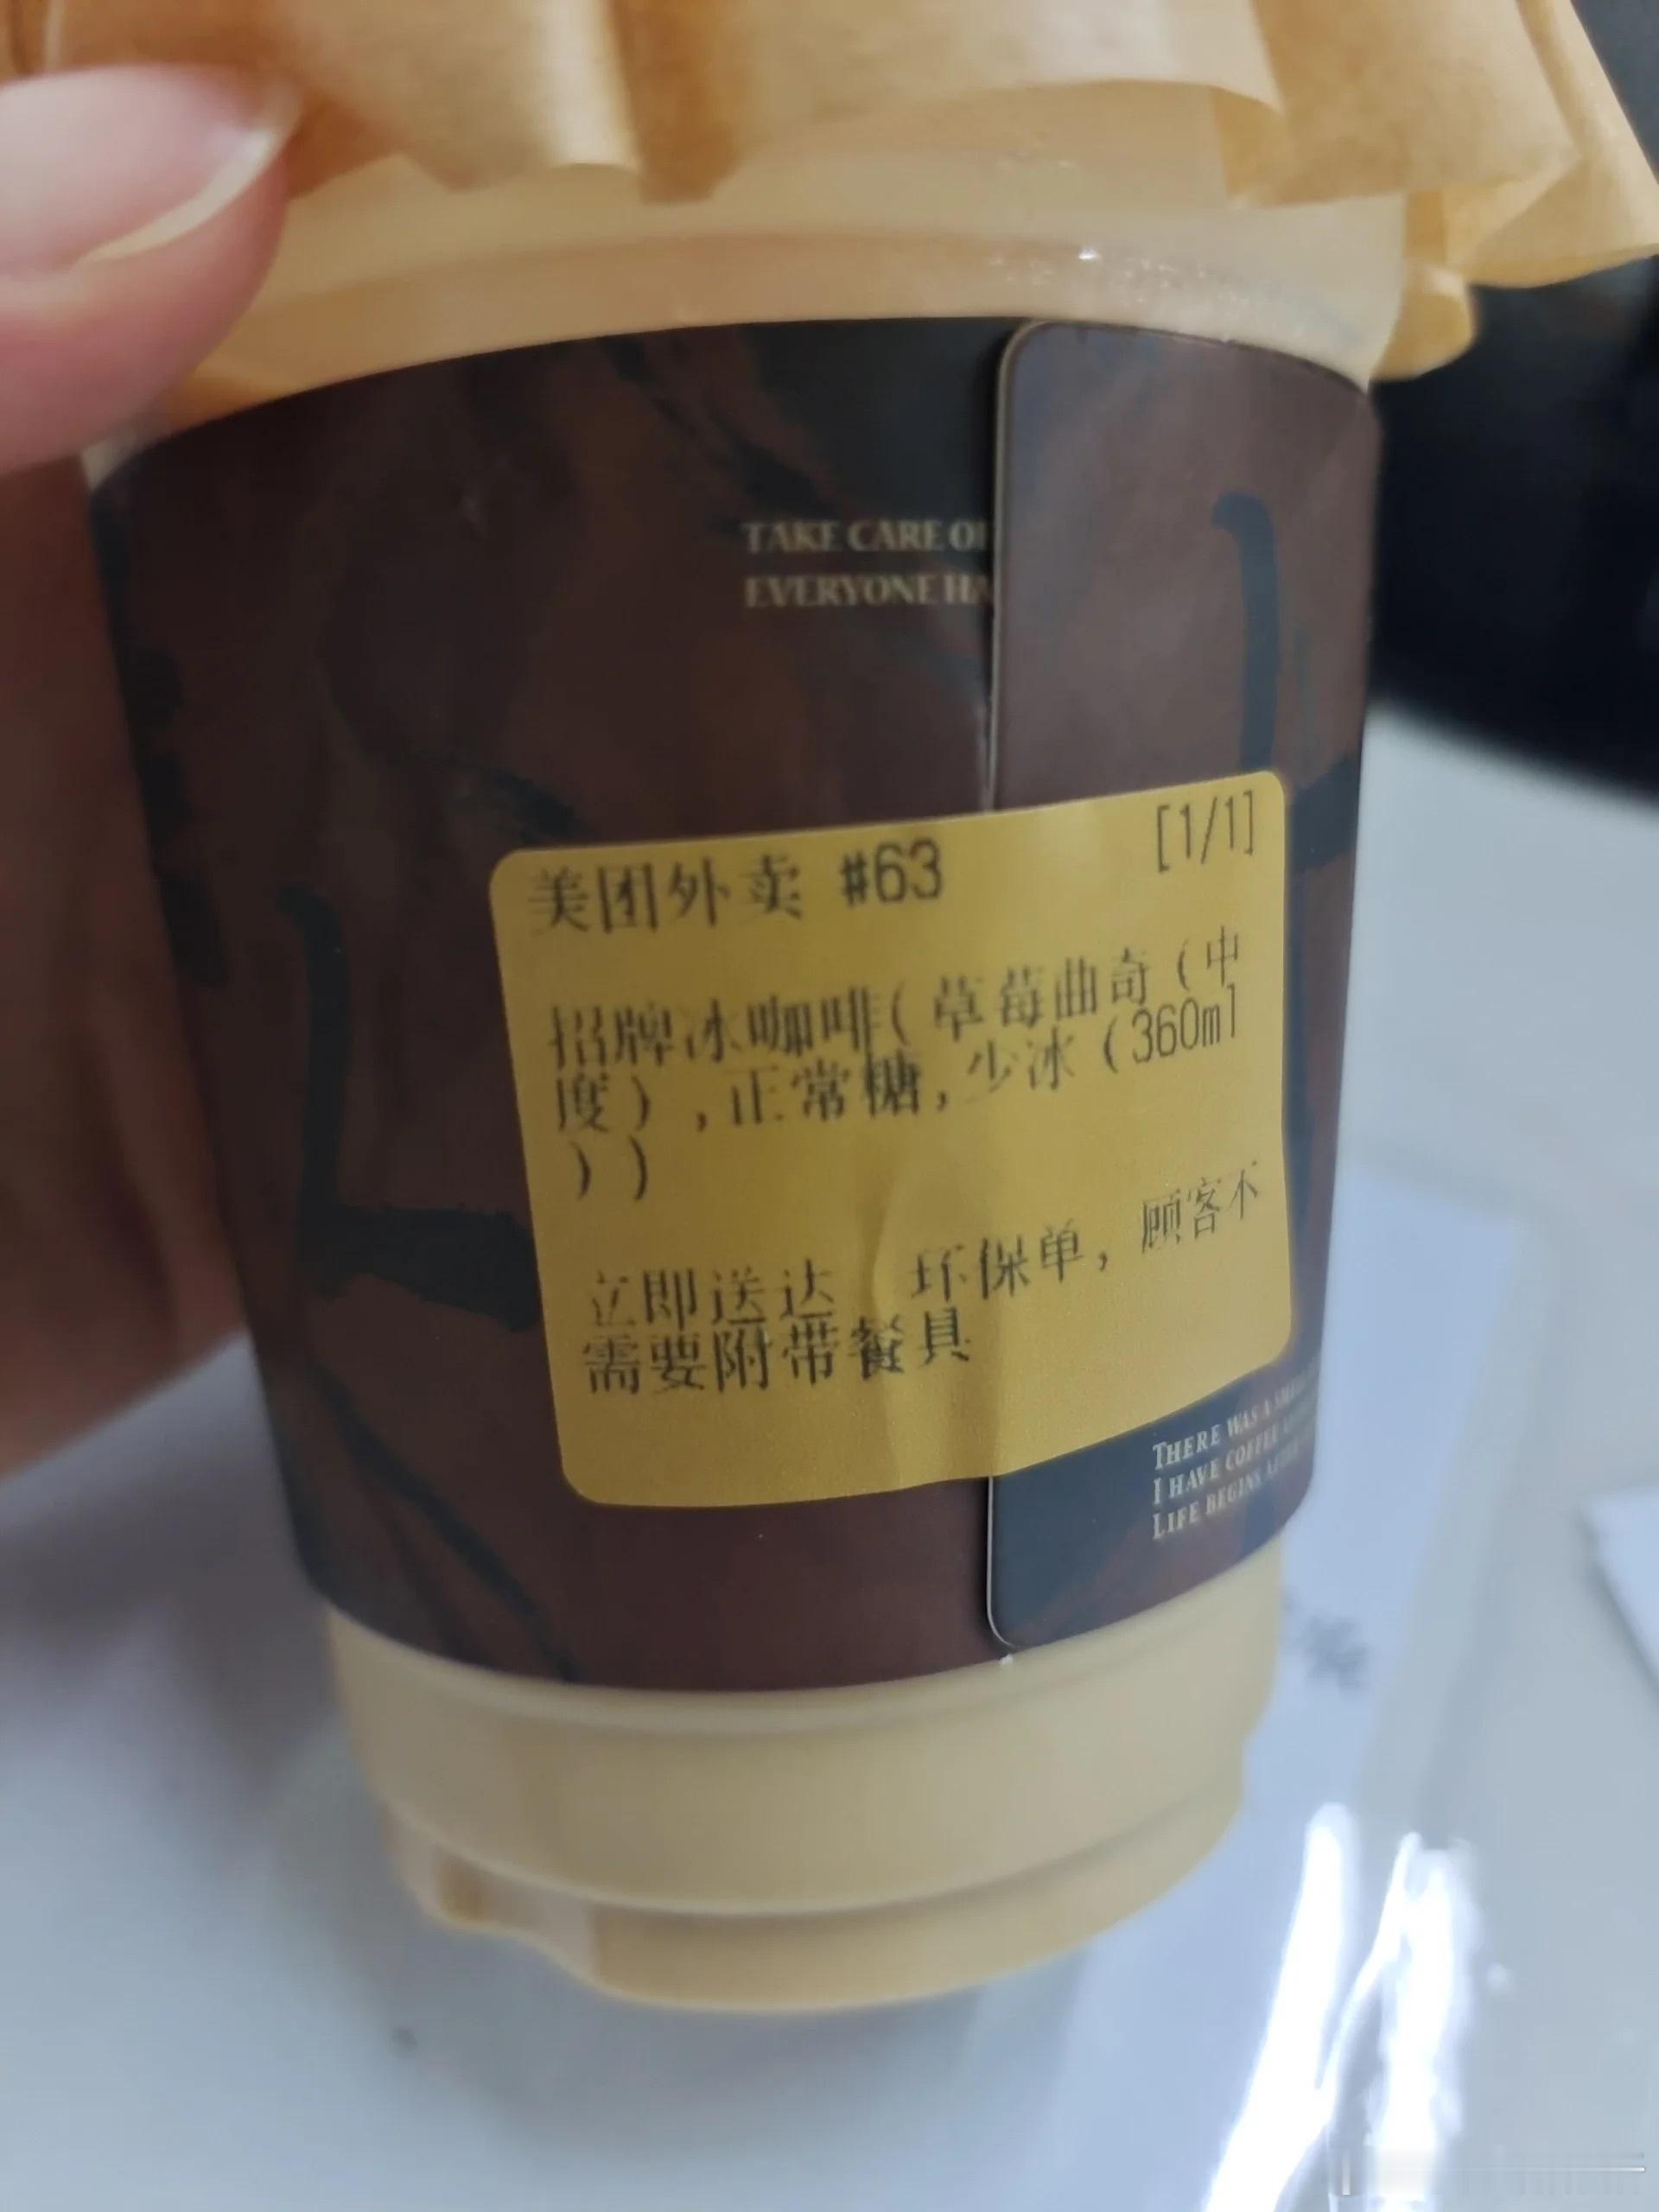 TAKE CARE OF
EVERYONE HA
美团外卖 #63 [1/1]
招牌冰咖啡(草莓曲奇(中
度),正常糖,少冰(360ml
))
立即送达 环保单,顾客不
需要附带餐具
THERE WAS A
I HAVE COFFEE
LIFE BEGINS